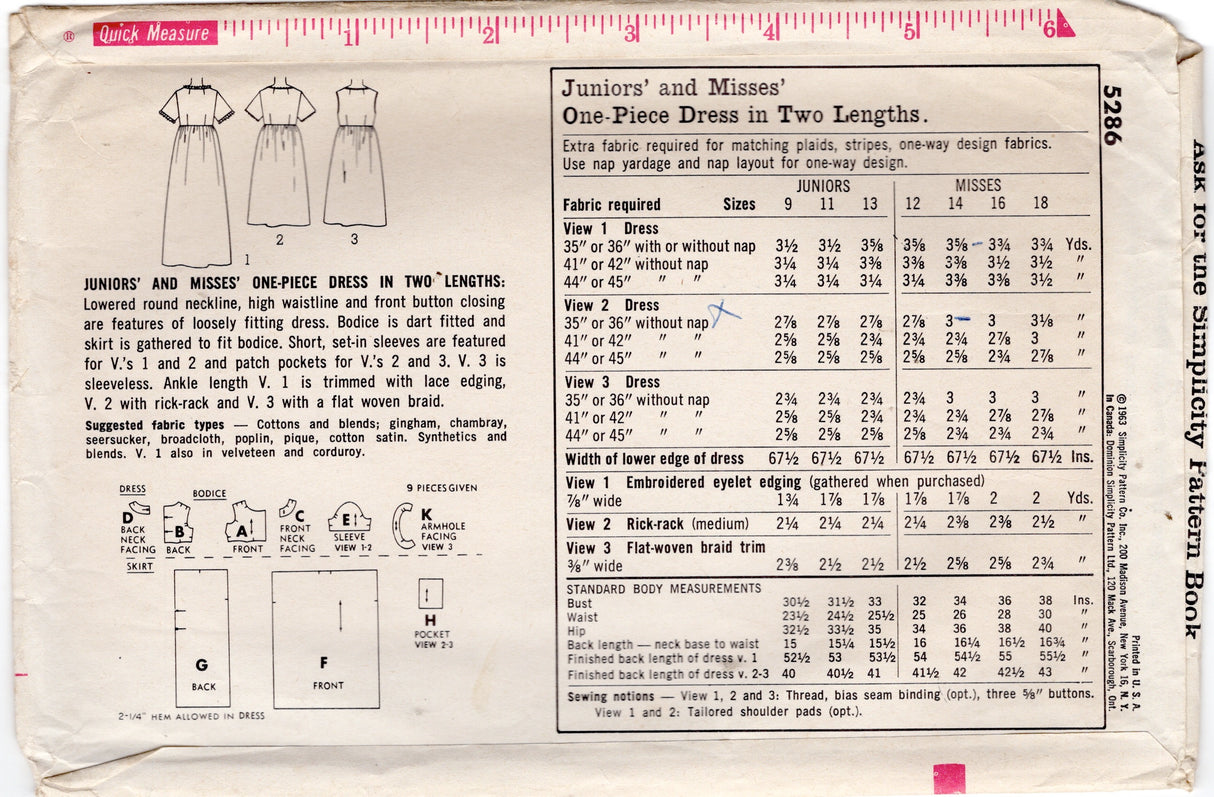 ® Quick Measure 1 2 3 4 5 6
1
2
3
JUNIORS' AND MISSES' ONE-PIECE DRESS IN TWO LENGTHS:
Lowered round neckline, high waistline and front button closing
are features of loosely fitting dress. Bodice is dart fitted and
skirt is gathered to fit bodice. Short, set-in sleeves are featured
for V.'s 1 and 2 and patch pockets for V.'s 2 and 3. V. 3 is
sleeveless. Ankle length V. 1 is trimmed with lace edging,
V. 2 with rick-rack and V. 3 with a flat woven braid.
Suggested fabric types — Cottons and blends; gingham, chambray,
seersucker, broadcloth, poplin, pique, cotton satin. Synthetics and
blends. V. 1 also in velveteen and corduroy.
DRESS
BODICE
9 PIECES GIVEN
D
BACK
NECK
FACING
B
BACK
A
FRONT
C
FRONT
NECK
FACING
E
SLEEVE
VIEW 1-2
K
ARMHOLE
FACING
VIEW 3
SKIRT
G
BACK
F
FRONT
H
POCKET
VIEW 2-3
2-1/4" HEM ALLOWED IN DRESS
Juniors' and Misses'
One-Piece Dress in Two Lengths.
Extra fabric required for matching plaids, stripes, one-way design fabrics.
Use nap yardage and nap layout for one-way design.
JUNIORS MISSES
Fabric required Sizes 9 11 13 12 14 16 18
View 1 Dress
35" or 36" with or without nap 3½ 3½ 3⅝ 3⅝ 3⅝ 3¾ 3¾ Yds.
41" or 42" without nap 3¼ 3¼ 3⅜ 3⅜ 3⅜ 3½ 3½ "
44" or 45" " " 3¼ 3¼ 3¼ 3¼ 3⅜ 3⅜ 3½ "
View 2 Dress
35" or 36" without nap 2⅞ 2⅞ 2⅞ 2⅞ 3 3 3⅛ "
41" or 42" " " 2⅝ 2⅝ 2¾ 2¾ 2¾ 2⅞ 3 "
44" or 45" " " 2⅝ 2⅝ 2⅝ 2⅝ 2⅝ 2¾ 2⅞ "
View 3 Dress
35" or 36" without nap 2¾ 2¾ 2¾ 2¾ 3 3 3 "
41" or 42" " " 2⅝ 2⅝ 2¾ 2¾ 2¾ 2⅞ 2⅞ "
44" or 45" " " 2⅝ 2⅝ 2⅝ 2⅝ 2¾ 2¾ 2¾ "
Width of lower edge of dress 67½ 67½ 67½ 67½ 67½ 67½ 67½ Ins.
View 1 Embroidered eyelet edging (gathered when purchased)
⅞" wide 1¾ 1⅞ 1⅞ 1⅞ 1⅞ 2 2 Yds.
View 2 Rick-rack (medium) 2¼ 2¼ 2¼ 2¼ 2⅜ 2⅜ 2½ "
View 3 Flat-woven braid trim
⅜" wide 2⅜ 2½ 2½ 2½ 2⅝ 2⅝ 2¾ "
STANDARD BODY MEASUREMENTS
Bust 30½ 31½ 33 32 34 36 38 Ins.
Waist 23½ 24½ 25½ 25 26 28 30 "
Hip 32½ 33½ 35 34 36 38 40 "
Back length — neck base to waist 15 15¼ 15½ 16 16¼ 16½ 16¾ "
Finished back length of dress v. 1 52½ 53 53½ 54 54½ 55 55½ "
Finished back length of dress v. 2-3 40 40½ 41 41½ 42 42½ 43 "
Sewing notions — View 1, 2 and 3: Thread, bias seam binding (opt.), three ⅝" buttons.
View 1 and 2: Tailored shoulder pads (opt.).
5286
© 1963 Simplicity Pattern Co. Inc., 200 Madison Avenue, New York 16, N. Y.
In Canada: Dominion Simplicity Pattern Ltd., 120 Mack Ave., Scarborough, Ont.
Printed in U. S. A.
Ask for the Simplicity Pattern Book